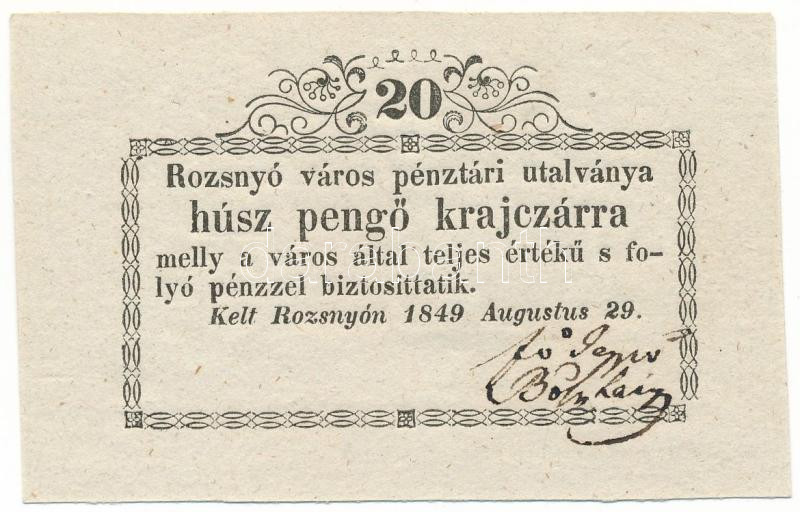 20
Rozsnyó város pénztári utalványa
húsz pengő krajczárra
melly a város által teljes értékű s fo-
lyó pénzzel biztosíttatik.
Kelt Rozsnyón 1849 Augustus 29.